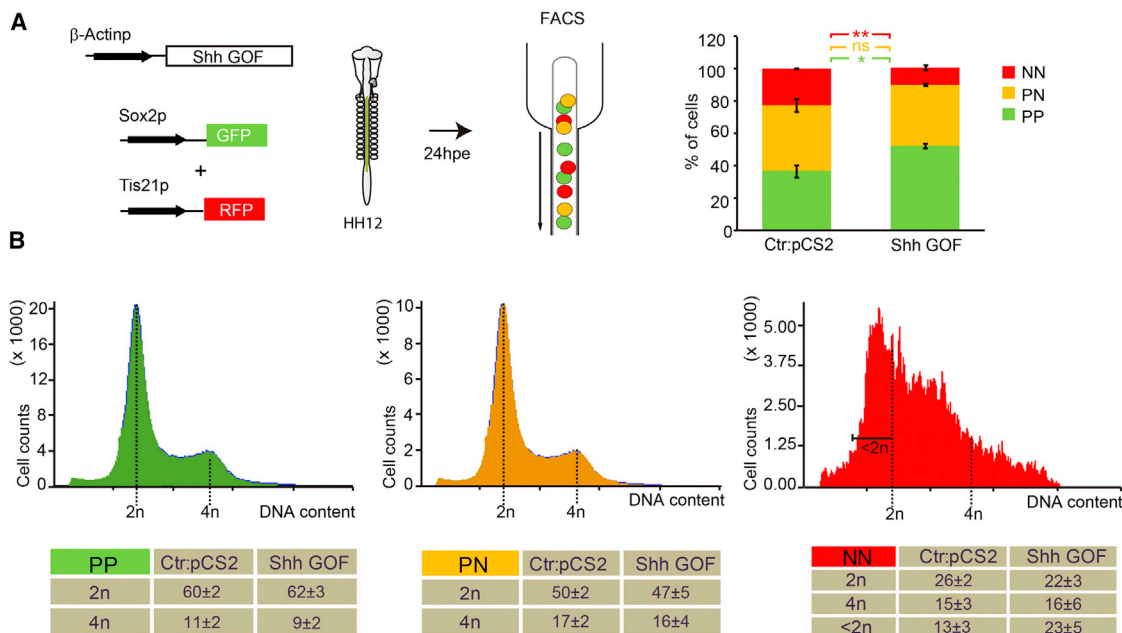 A
β-Actinp
Shh GOF
Sox2p
GFP
+
Tis21p
RFP
HH12
24hpe
FACS
** 
ns
*
120
100
80
60
40
20
0
% of cells
Ctr:pCS2 Shh GOF
NN
PN
PP
B
(x 1000)
Cell counts
20
16
12
8
4
0
2n 4n DNA content
(x 1000)
Cell counts
10
8
6
4
2
0
2n 4n DNA content
(x 1000)
Cell counts
5.00
3.75
2.50
1.25
0.00
<2n
2n 4n DNA content
PP Ctr:pCS2 Shh GOF
2n 60±2 62±3
4n 11±2 9±2
PN Ctr:pCS2 Shh GOF
2n 50±2 47±5
4n 17±2 16±4
NN Ctr:pCS2 Shh GOF
2n 26±2 22±3
4n 15±3 16±6
<2n 13±3 23±5